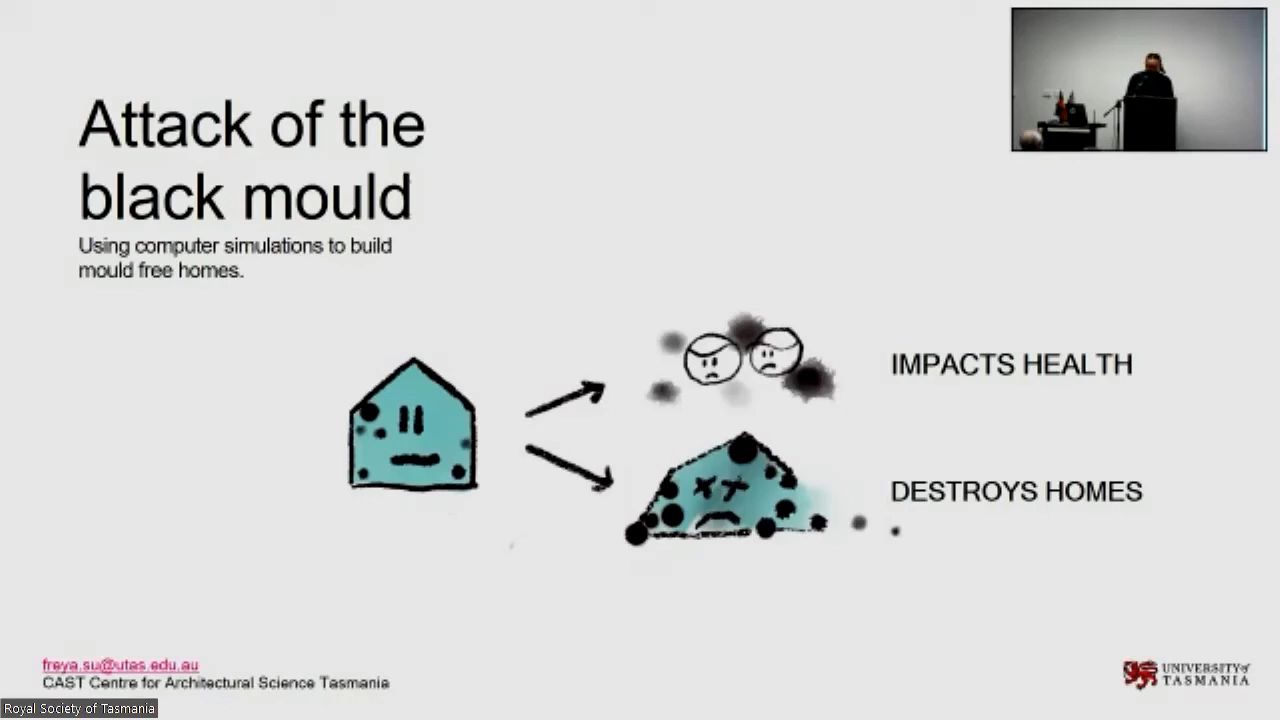 Attack of the
black mould
Using computer simulations to build
mould free homes.
IMPACTS HEALTH
DESTROYS HOMES
freya.su@utas.edu.au
CAST Centre for Architectural Science Tasmania
UNIVERSITY of
TASMANIA
Royal Society of Tasmania